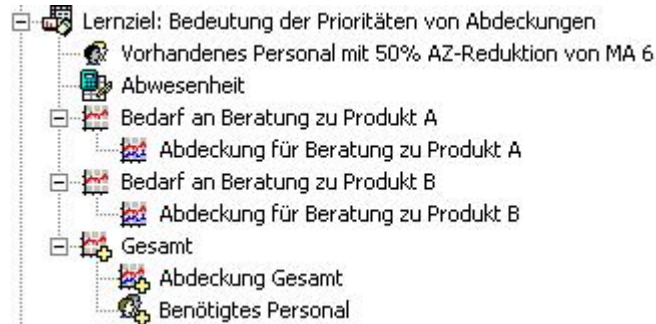 Lernziel: Bedeutung der Prioritäten von Abdeckungen
Vorhandenes Personal mit 50% AZ-Reduktion von MA 6
Abwesenheit
Bedarf an Beratung zu Produkt A
Abdeckung für Beratung zu Produkt A
Bedarf an Beratung zu Produkt B
Abdeckung für Beratung zu Produkt B
Gesamt
Abdeckung Gesamt
Benötigtes Personal